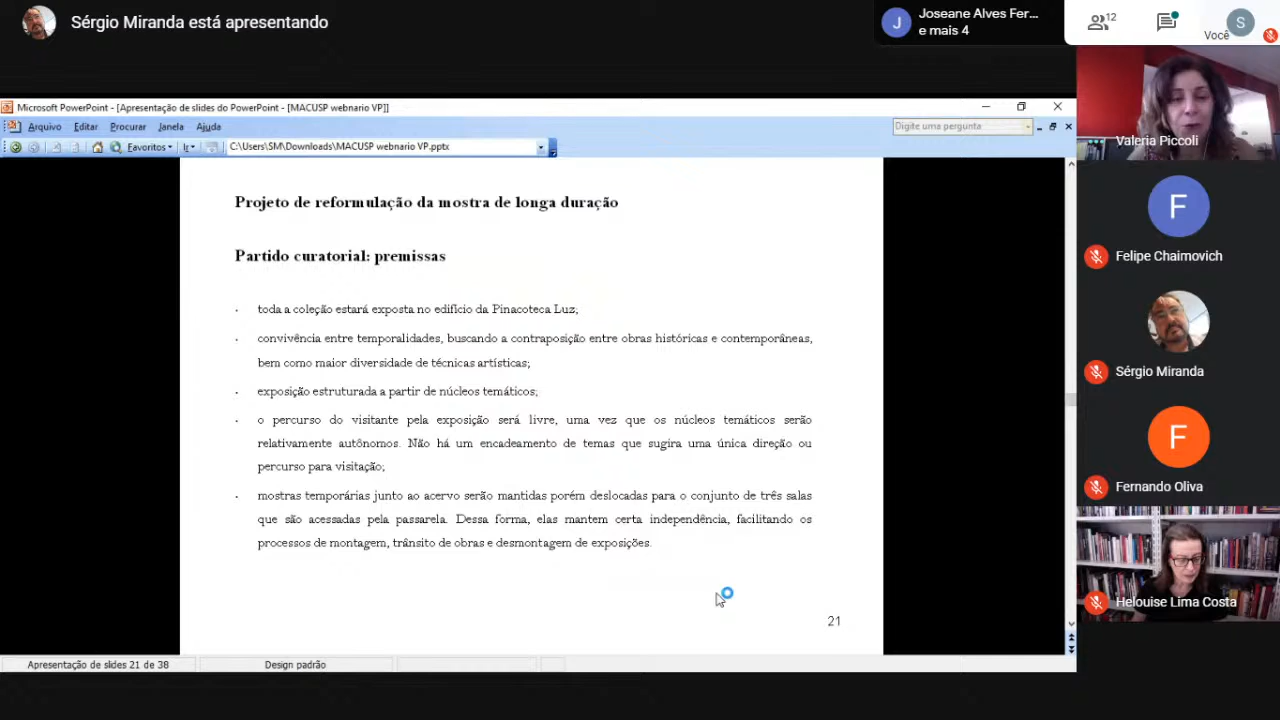 Sérgio Miranda está apresentando
J
Joseane Alves Fer...
e mais 4
12
Você
S
Microsoft PowerPoint - [Apresentação de slides do PowerPoint - [MACUSP webnario VP]]
Arquivo Editar Procurar Janela Ajuda
Digite uma pergunta
Favoritos
Ir
C:\Users\SM\Downloads\MACUSP webnario VP.pptx
Projeto de reformulação da mostra de longa duração
Partido curatorial: premissas
• toda a coleção estará exposta no edifício da Pinacoteca Luz;
• convivência entre temporalidades, buscando a contraposição entre obras históricas e contemporâneas,
bem como maior diversidade de técnicas artísticas;
• exposição estruturada a partir de núcleos temáticos;
• o percurso do visitante pela exposição será livre, uma vez que os núcleos temáticos serão
relativamente autônomos. Não há um encadeamento de temas que sugira uma única direção ou
percurso para visitação;
• mostras temporárias junto ao acervo serão mantidas porém deslocadas para o conjunto de três salas
que são acessadas pela passarela. Dessa forma, elas mantem certa independência, facilitando os
processos de montagem, trânsito de obras e desmontagem de exposições.
21
Apresentação de slides 21 de 38
Design padrão
Valeria Piccoli
F
Felipe Chaimovich
Sérgio Miranda
F
Fernando Oliva
Helouise Lima Costa